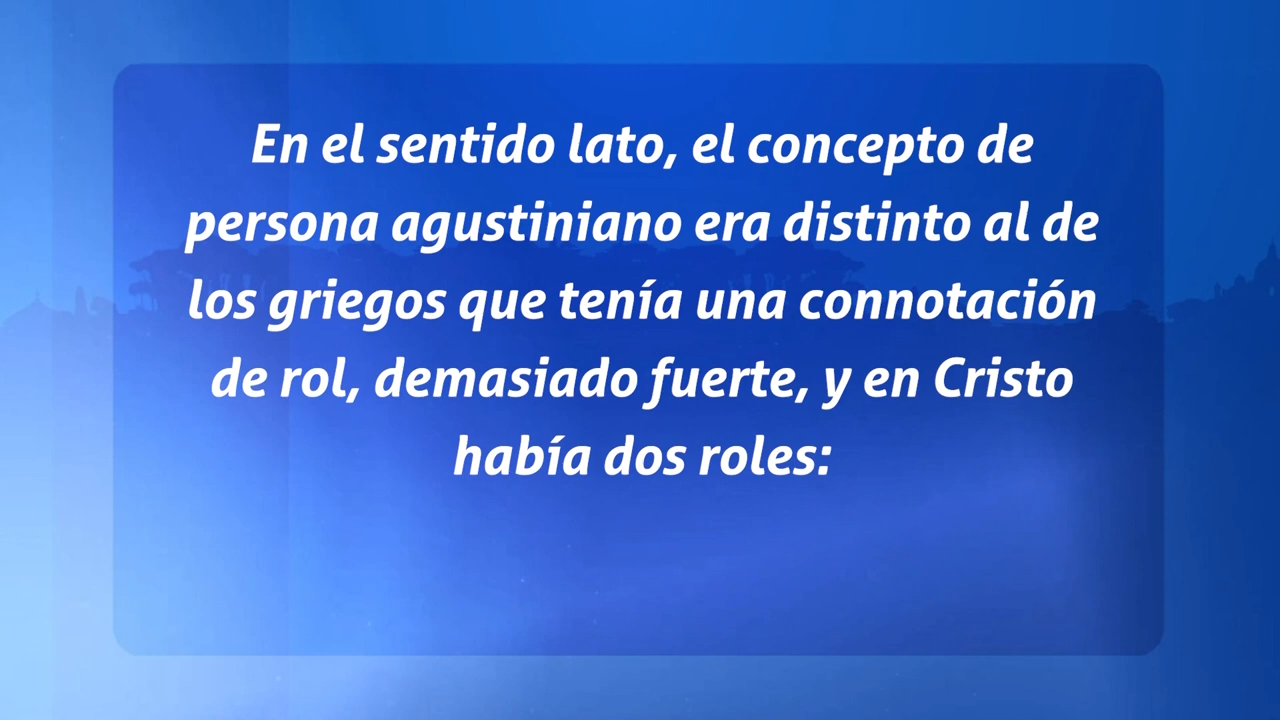 En el sentido lato, el concepto de
persona agustiniano era distinto al de
los griegos que tenía una connotación
de rol, demasiado fuerte, y en Cristo
había dos roles: